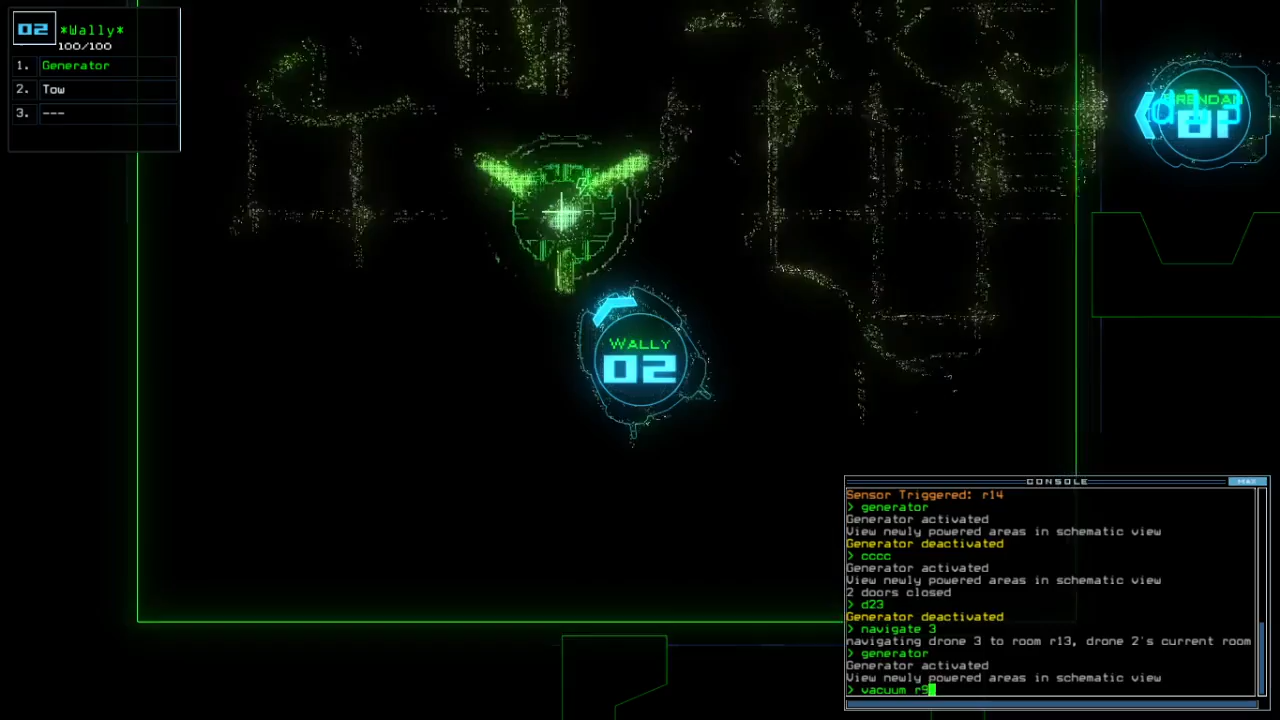 02 *Wally*
100/100
1. Generator
2. Tow
3. ---
01
WALLY
02
CONSOLE
MAX
Sensor Triggered: r14
> generator
Generator activated
View newly powered areas in schematic view
Generator deactivated
> cccc
Generator activated
View newly powered areas in schematic view
2 doors closed
> d23
Generator deactivated
> navigate 3
navigating drone 3 to room r13, drone 2's current room
> generator
Generator activated
View newly powered areas in schematic view
> vacuum r9